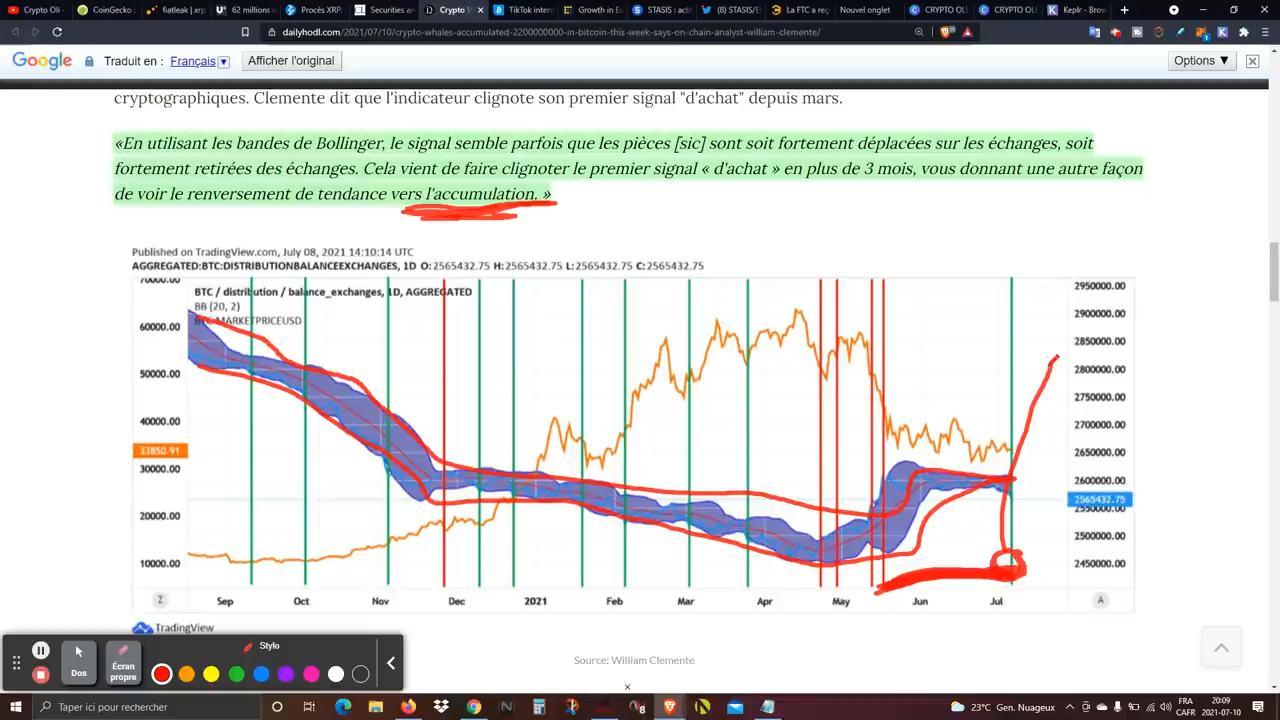 Crypto Oli -
CoinGecko
fiatleak | xrp
62 millions
Procès XRP
Securities an
Crypto W
TikTok inter
Growth in E
STASIS : acti
(2) STASIS/E
La FTC a reç
Nouvel onglet
CRYPTO OLI
CRYPTO OLI
Keplr - Brow
dailyhodl.com/2021/07/10/crypto-whales-accumulated-2200000000-in-bitcoin-this-week-says-on-chain-analyst-william-clemente/
Google Traduit en : Français ▼ Afficher l'original Options ▼
cryptographiques. Clemente dit que l'indicateur clignote son premier signal "d'achat" depuis mars.
«En utilisant les bandes de Bollinger, le signal semble parfois que les pièces [sic] sont soit fortement déplacées sur les échanges, soit
fortement retirées des échanges. Cela vient de faire clignoter le premier signal « d'achat » en plus de 3 mois, vous donnant une autre façon
de voir le renversement de tendance vers l'accumulation. »
Published on TradingView.com, July 08, 2021 14:10:14 UTC
AGGREGATED:BTC:DISTRIBUTIONBALANCEEXCHANGES, 1D O:2565432.75 H:2565432.75 L:2565432.75 C:2565432.75
BTC / distribution / balance_exchanges, 1D, AGGREGATED
BB (20, 2)
BTC:MARKETPRICEUSD
70000.00
60000.00
50000.00
40000.00
33850.91
30000.00
20000.00
10000.00
2950000.00
2900000.00
2850000.00
2800000.00
2750000.00
2700000.00
2650000.00
2600000.00
2565432.75
2550000.00
2500000.00
2450000.00
Z Sep Oct Nov Dec 2021 Feb Mar Apr May Jun Jul A
TradingView
Source: William Clemente
Stylo
Dos
Écran
propre
Taper ici pour rechercher
23°C Gen. Nuageux
FRA
CAFR
20:09
2021-07-10